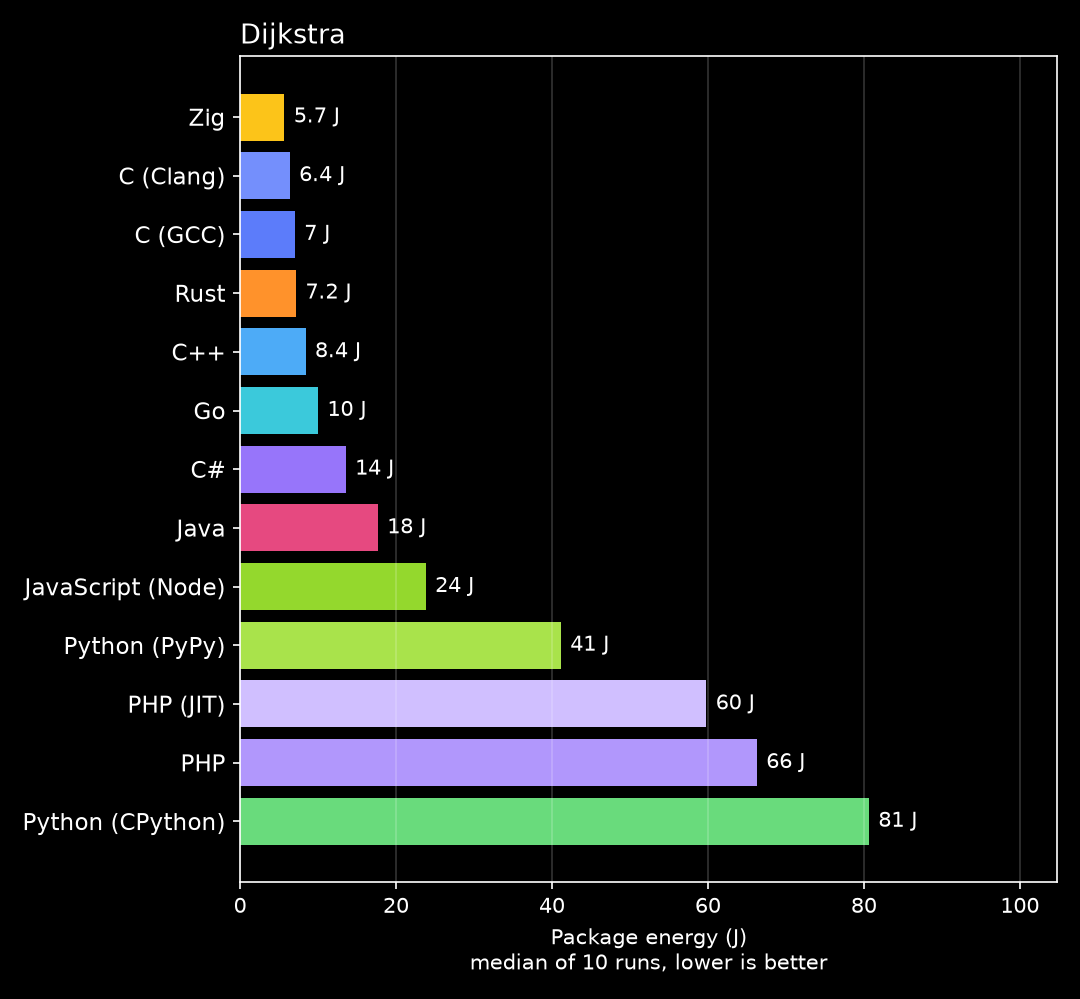 Dijkstra
Zig 5.7 J
C (Clang) 6.4 J
C (GCC) 7 J
Rust 7.2 J
C++ 8.4 J
Go 10 J
C# 14 J
Java 18 J
JavaScript (Node) 24 J
Python (PyPy) 41 J
PHP (JIT) 60 J
PHP 66 J
Python (CPython) 81 J
0 20 40 60 80 100
Package energy (J)
median of 10 runs, lower is better